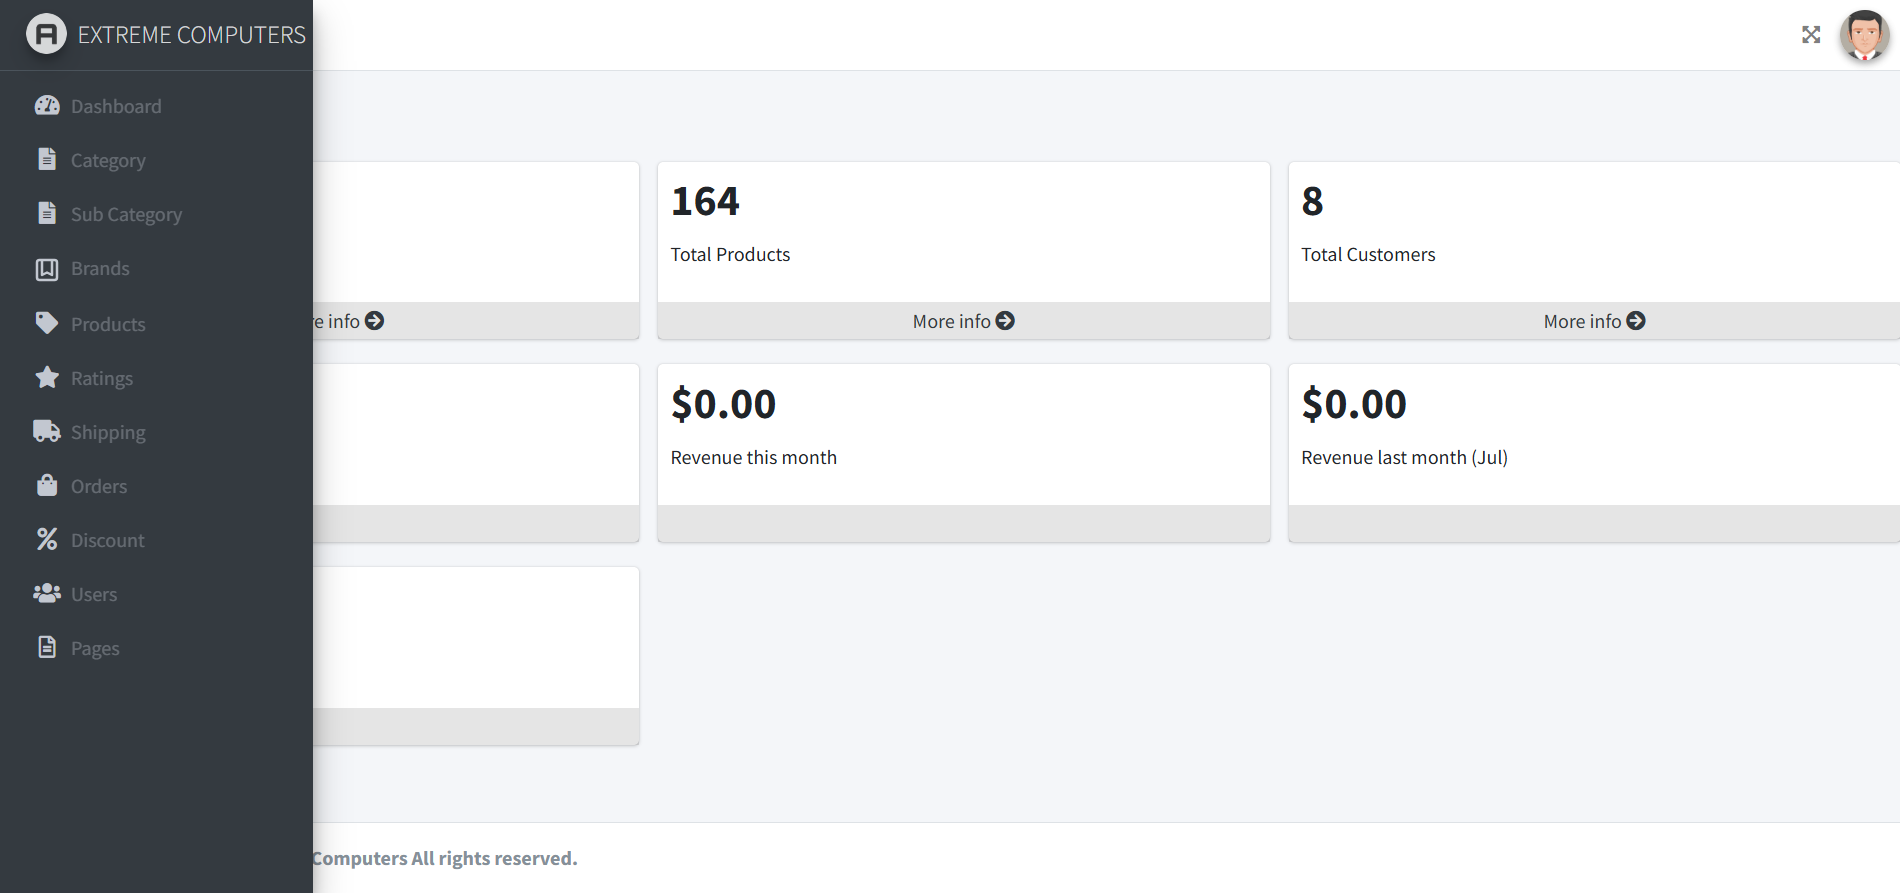 EXTREME COMPUTERS
Dashboard
Category
Sub Category
Brands
Products
Ratings
Shipping
Orders
Discount
Users
Pages
164
Total Products
More info
8
Total Customers
More info
info
$0.00
Revenue this month
$0.00
Revenue last month (Jul)
Computers All rights reserved.